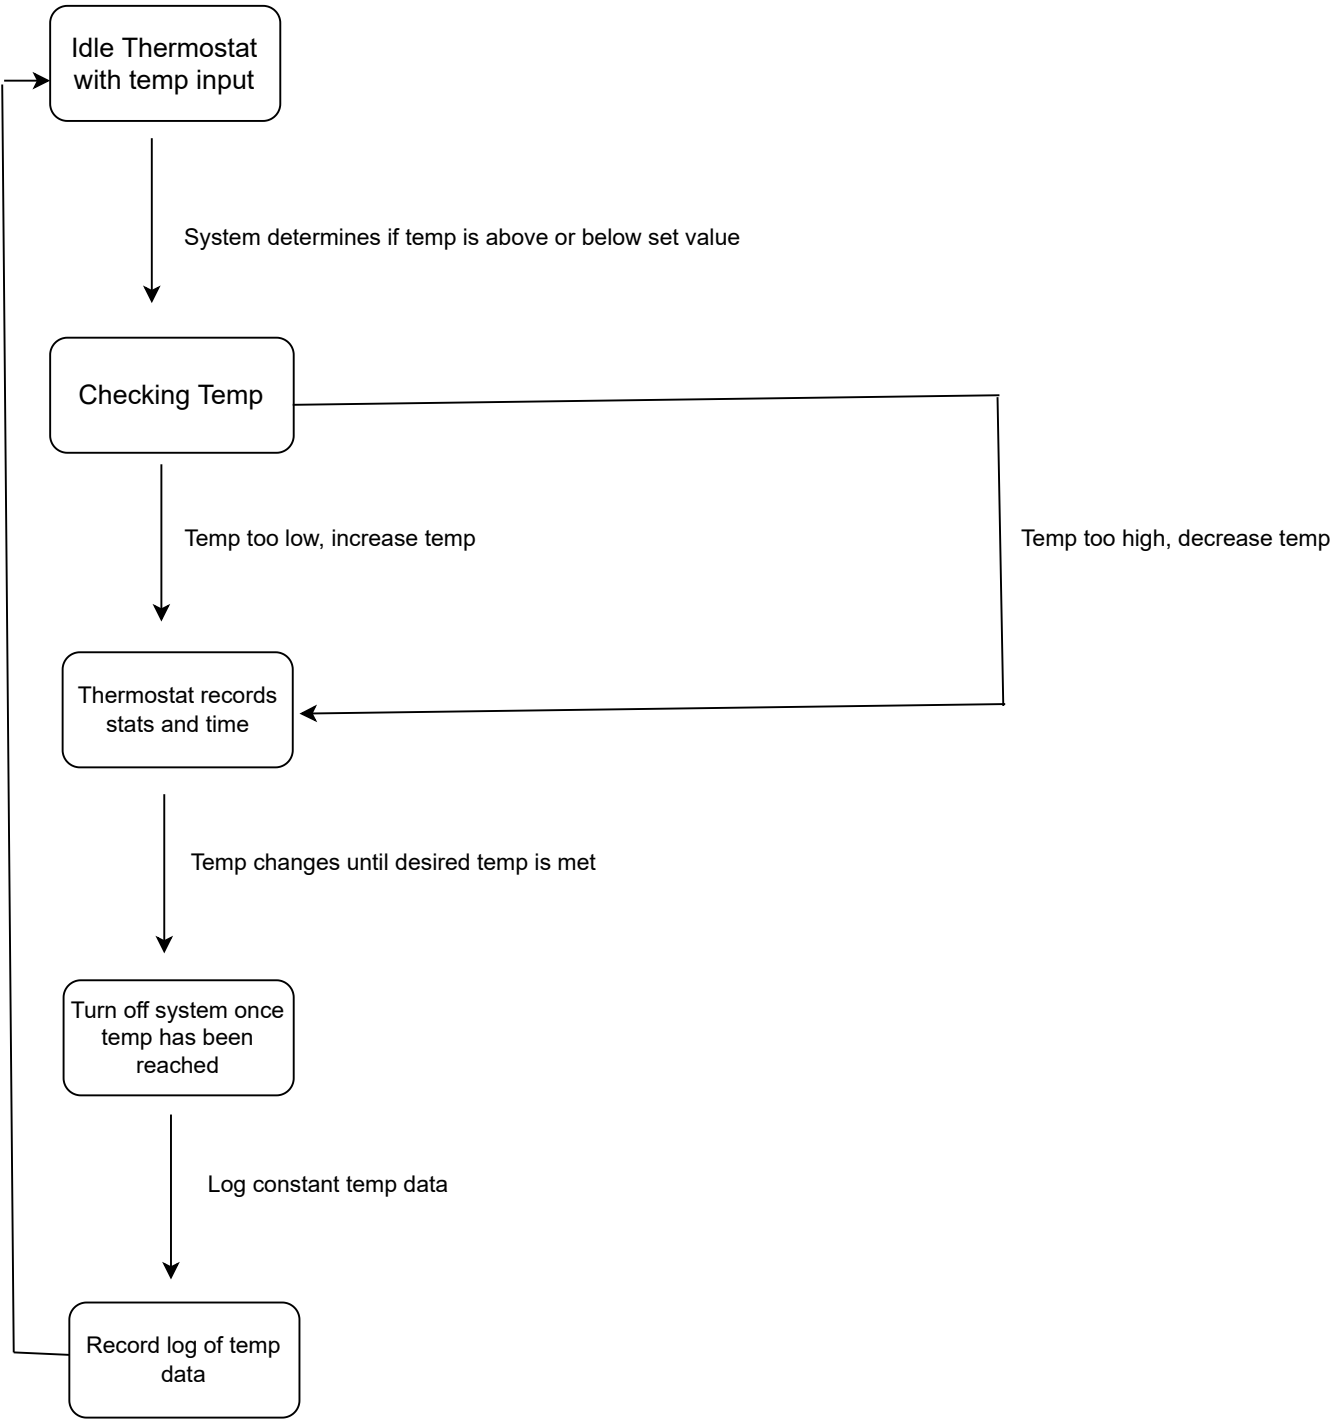 Idle Thermostat
with temp input
System determines if temp is above or below set value
Checking Temp
Temp too low, increase temp
Temp too high, decrease temp
Thermostat records
stats and time
Temp changes until desired temp is met
Turn off system once
temp has been
reached
Log constant temp data
Record log of temp
data